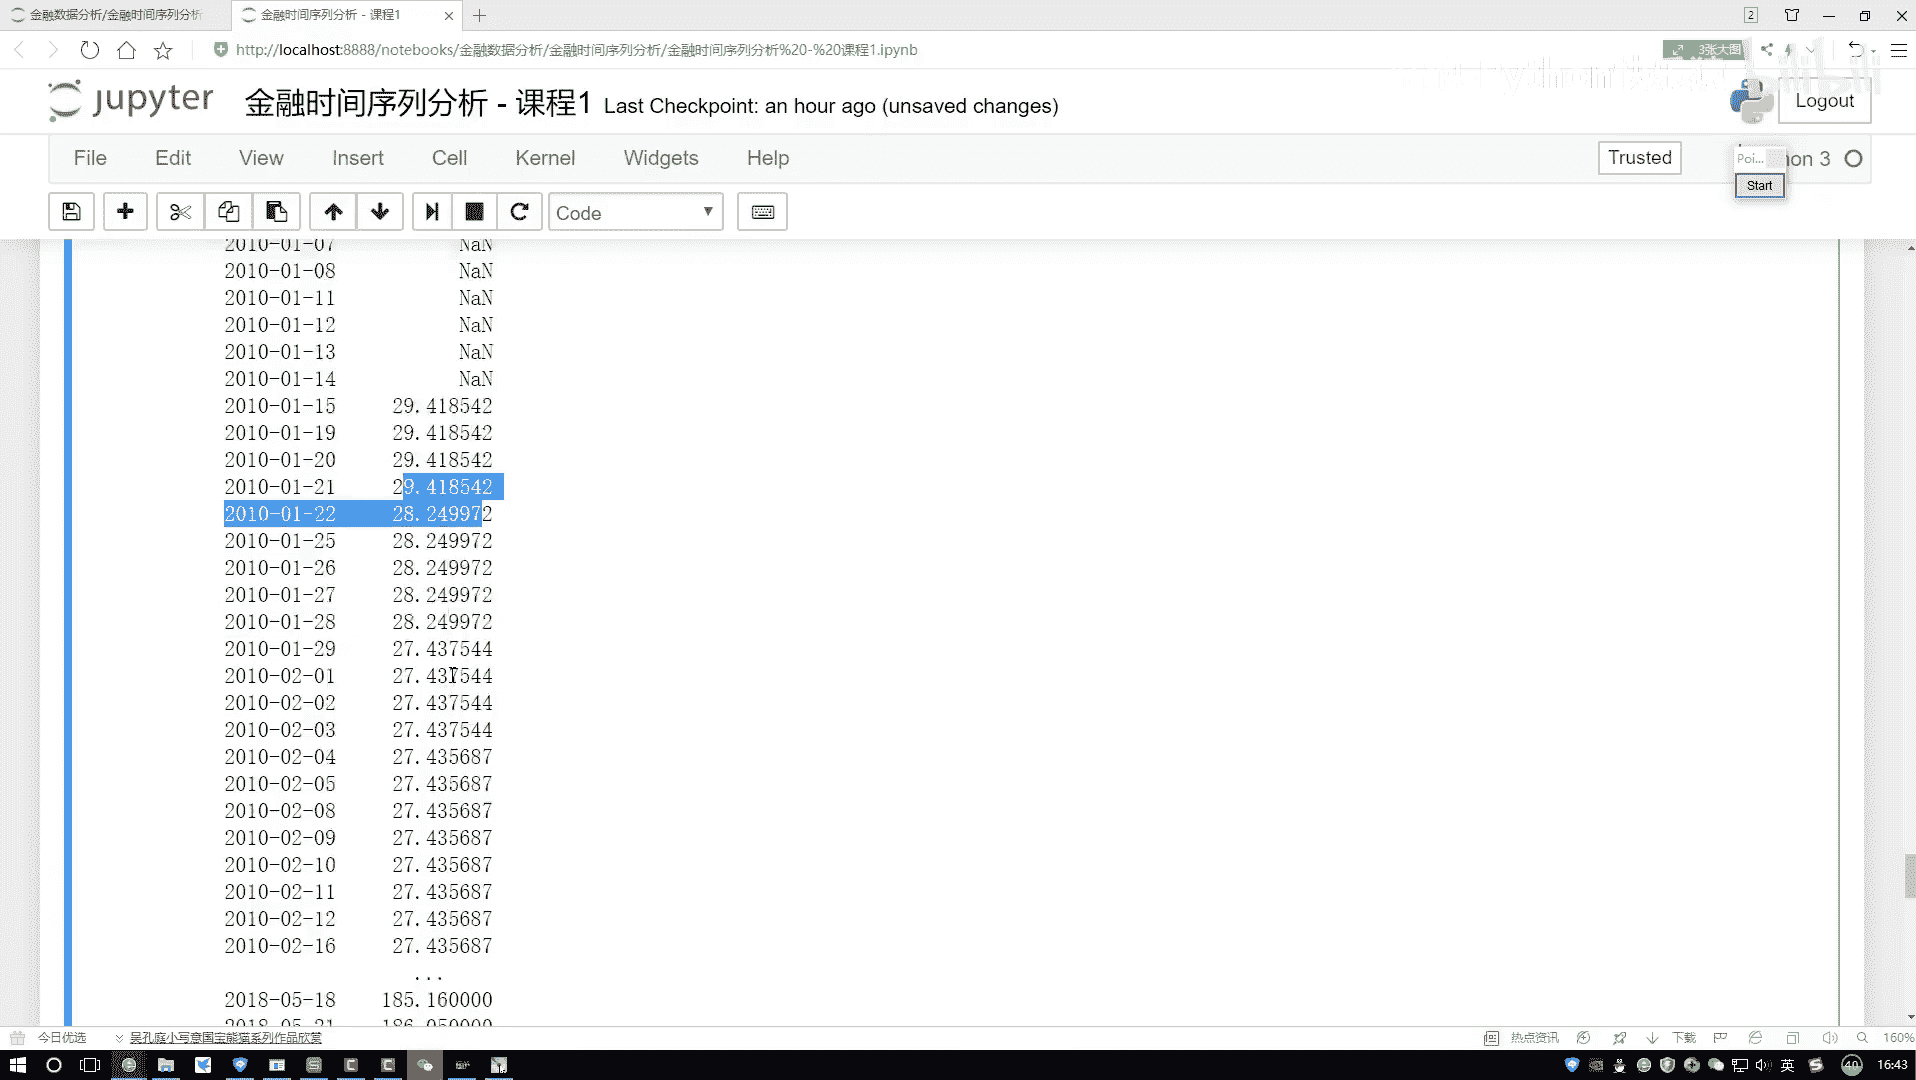 金融数据分析/金融时间序列分析
金融时间序列分析 - 课程1
2
http://localhost:8888/notebooks/金融数据分析/金融时间序列分析/金融时间序列分析%20-%20课程1.ipynb
3张大图
bilibili
jupyter 金融时间序列分析 - 课程1 Last Checkpoint: an hour ago (unsaved changes)
Logout
File Edit View Insert Cell Kernel Widgets Help
Trusted
Poi...
on 3
Start
Code
2010-01-07 NaN
2010-01-08 NaN
2010-01-11 NaN
2010-01-12 NaN
2010-01-13 NaN
2010-01-14 NaN
2010-01-15 29.418542
2010-01-19 29.418542
2010-01-20 29.418542
2010-01-21 29.418542
2010-01-22 28.249972
2010-01-25 28.249972
2010-01-26 28.249972
2010-01-27 28.249972
2010-01-28 28.249972
2010-01-29 27.437544
2010-02-01 27.437544
2010-02-02 27.437544
2010-02-03 27.437544
2010-02-04 27.435687
2010-02-05 27.435687
2010-02-08 27.435687
2010-02-09 27.435687
2010-02-10 27.435687
2010-02-11 27.435687
2010-02-12 27.435687
2010-02-16 27.435687
...
2018-05-18 185.160000
2018-05-21 186.050000
今日优选
吴孔庭小写意国宝熊猫系列作品欣赏
热点资讯
下载
160%
英
40
16:43